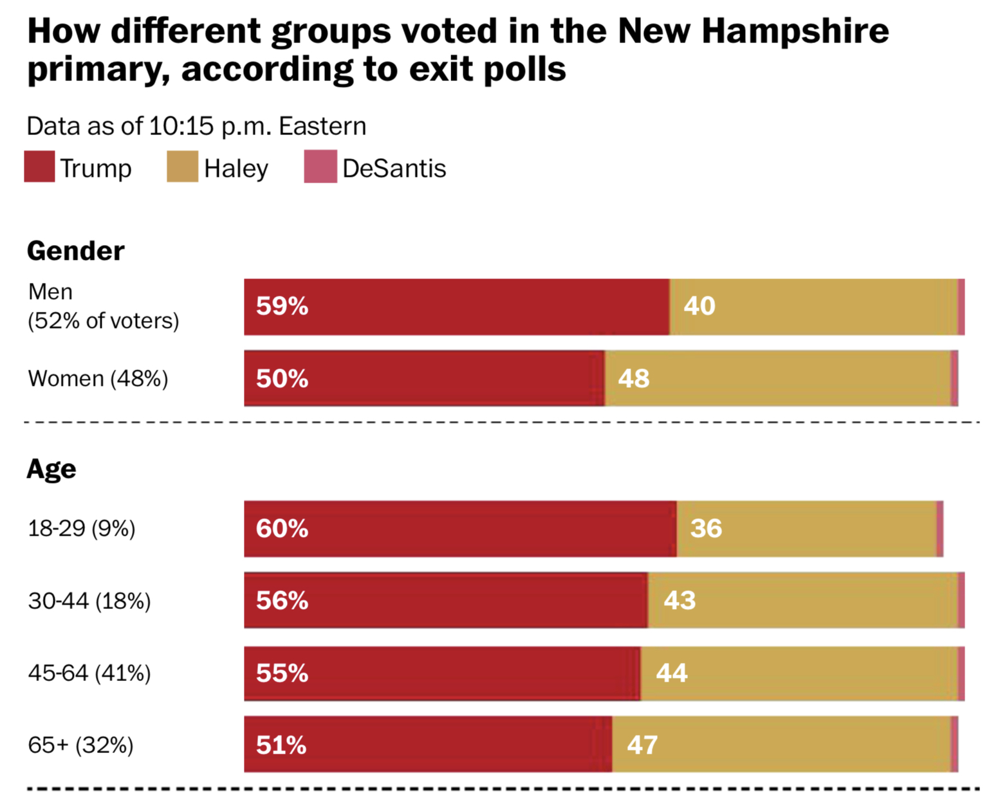 How different groups voted in the New Hampshire
primary, according to exit polls
Data as of 10:15 p.m. Eastern
Trump Haley DeSantis
Gender
Men
(52% of voters)
59% 40
Women (48%) 50% 48
Age
18-29 (9%) 60% 36
30-44 (18%) 56% 43
45-64 (41%) 55% 44
65+ (32%) 51% 47